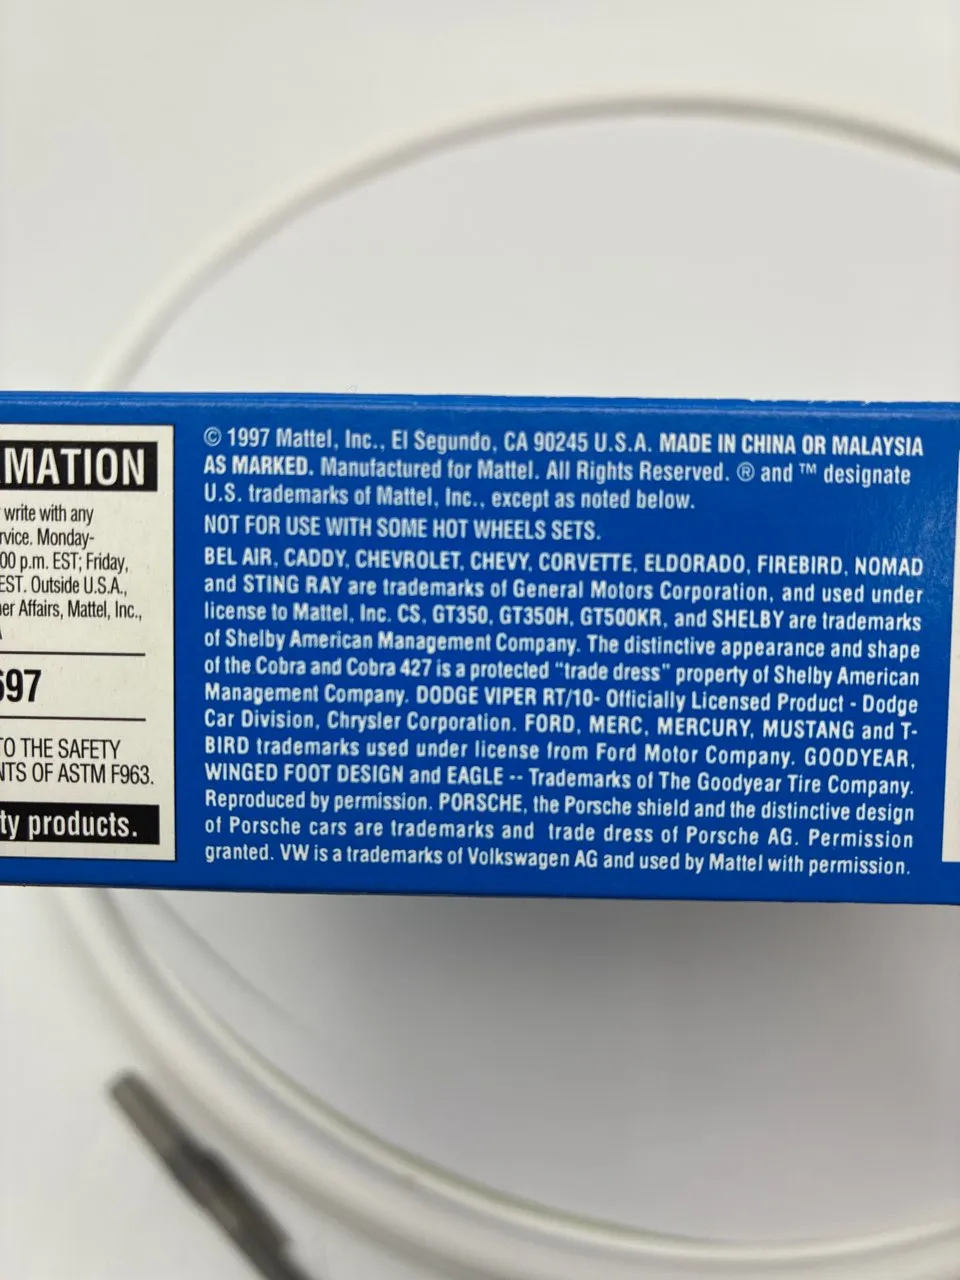 MATION
write with any
rvice. Monday-
00 p.m. EST; Friday,
EST. Outside U.S.A.,
er Affairs, Mattel, Inc.,
697
TO THE SAFETY
NTS OF ASTM F963.
ty products.
© 1997 Mattel, Inc., El Segundo, CA 90245 U.S.A. MADE IN CHINA OR MALAYSIA
AS MARKED. Manufactured for Mattel. All Rights Reserved. ® and ™ designate
U.S. trademarks of Mattel, Inc., except as noted below.
NOT FOR USE WITH SOME HOT WHEELS SETS.
BEL AIR, CADDY, CHEVROLET, CHEVY, CORVETTE, ELDORADO, FIREBIRD, NOMAD
and STING RAY are trademarks of General Motors Corporation, and used under
license to Mattel, Inc. CS, GT350, GT350H, GT500KR, and SHELBY are trademarks
of Shelby American Management Company. The distinctive appearance and shape
of the Cobra and Cobra 427 is a protected "trade dress" property of Shelby American
Management Company. DODGE VIPER RT/10- Officially Licensed Product - Dodge
Car Division, Chrysler Corporation. FORD, MERC, MERCURY, MUSTANG and T-
BIRD trademarks used under license from Ford Motor Company. GOODYEAR,
WINGED FOOT DESIGN and EAGLE -- Trademarks of The Goodyear Tire Company.
Reproduced by permission. PORSCHE, the Porsche shield and the distinctive design
of Porsche cars are trademarks and trade dress of Porsche AG. Permission
granted. VW is a trademarks of Volkswagen AG and used by Mattel with permission.